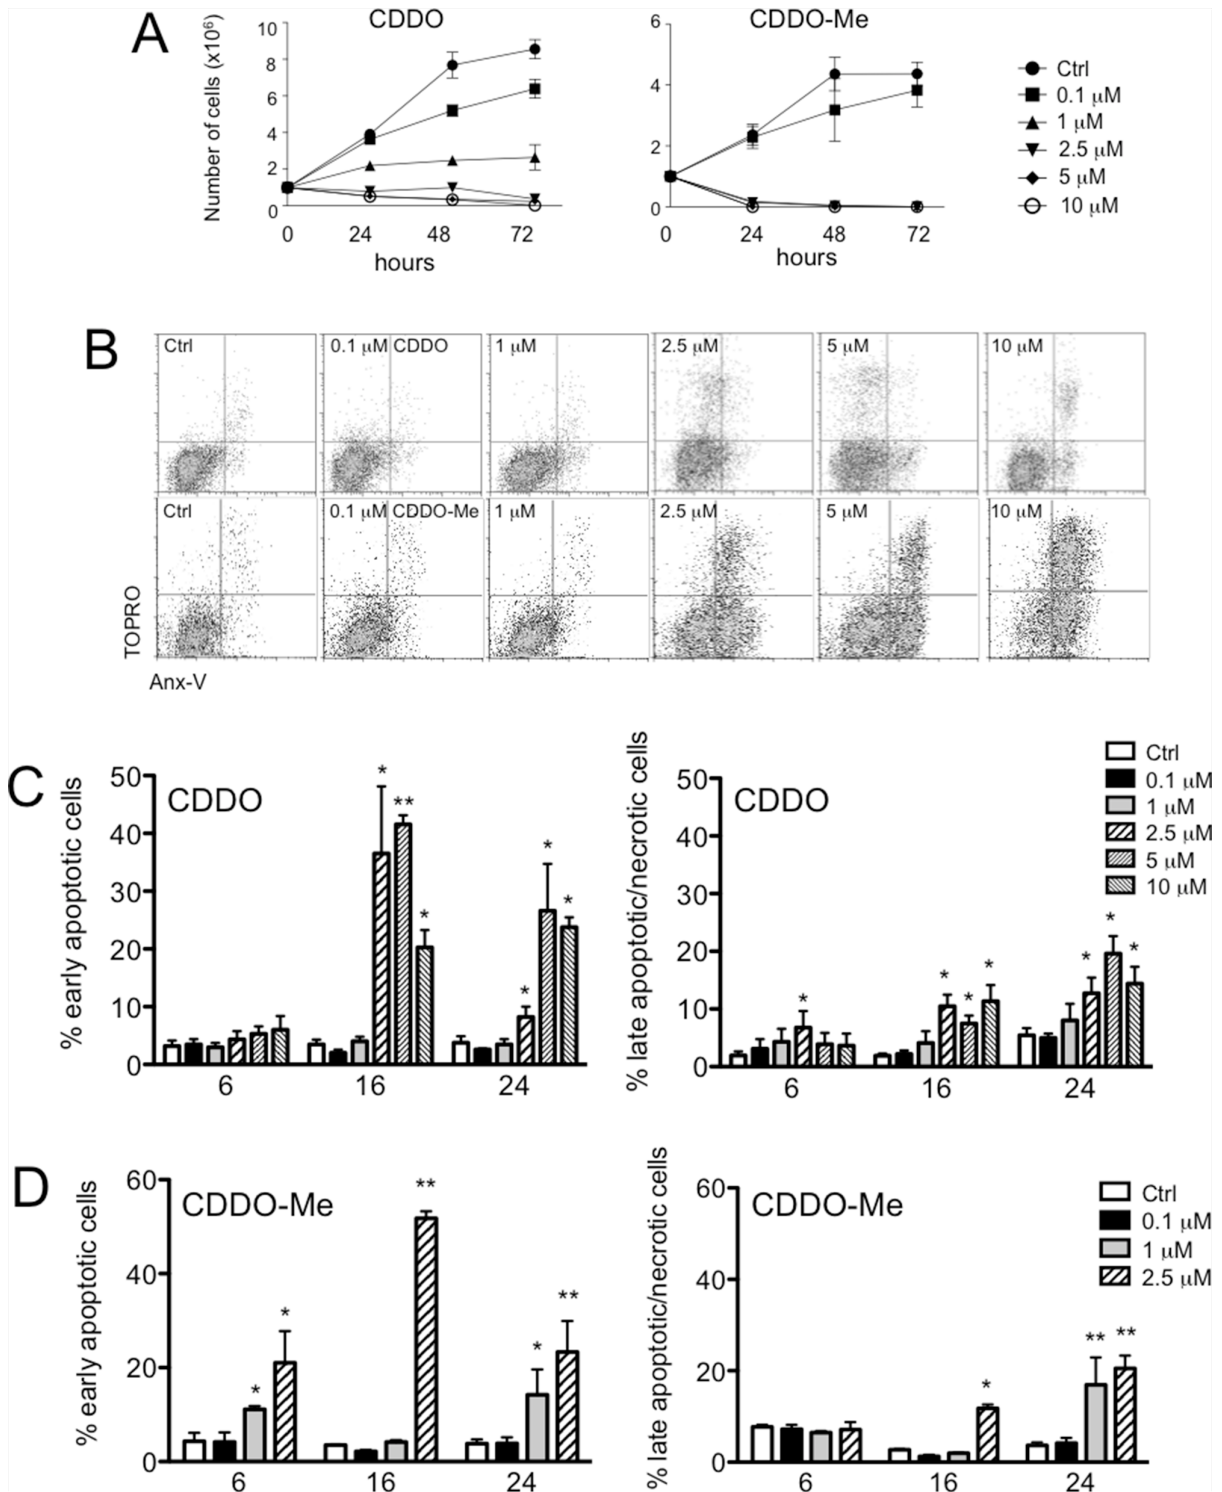 A
CDDO
CDDO-Me
Number of cells (x10⁶)
10
8
6
4
2
0
0 24 48 72
hours
6
4
2
0
0 24 48 72
hours
Ctrl
0.1 µM
1 µM
2.5 µM
5 µM
10 µM
B
Ctrl
0.1 µM CDDO
1 µM
2.5 µM
5 µM
10 µM
Ctrl
0.1 µM CDDO-Me
1 µM
2.5 µM
5 µM
10 µM
TOPRO
Anx-V
C
% early apoptotic cells
50
40
30
20
10
0
CDDO
* ** * * * *
6 16 24
% late apoptotic/necrotic cells
50
40
30
20
10
0
CDDO
* * * * * * *
6 16 24
Ctrl
0.1 µM
1 µM
2.5 µM
5 µM
10 µM
D
% early apoptotic cells
60
40
20
0
CDDO-Me
* * ** * **
6 16 24
% late apoptotic/necrotic cells
60
40
20
0
CDDO-Me
* ** **
6 16 24
Ctrl
0.1 µM
1 µM
2.5 µM